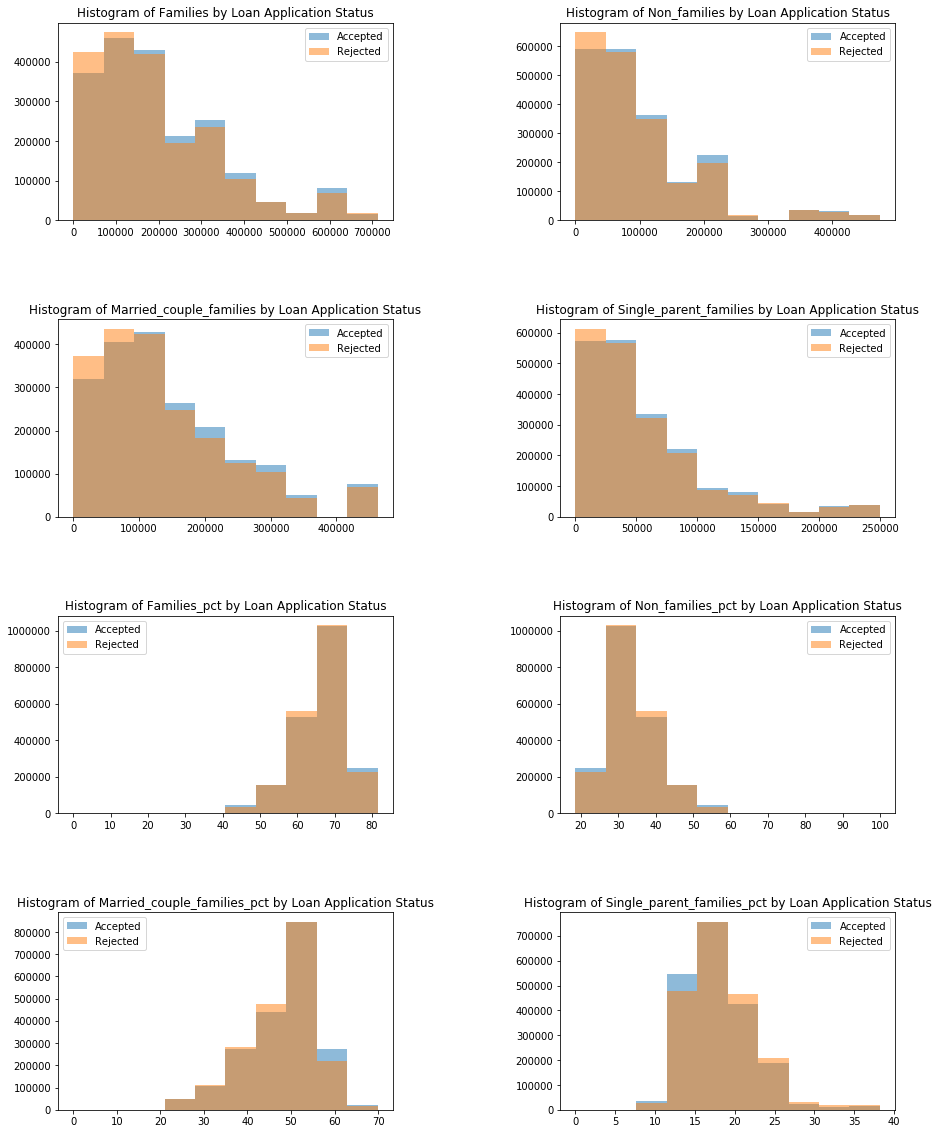 Histogram of Families by Loan Application Status
Accepted
Rejected
400000
300000
200000
100000
0
0 100000 200000 300000 400000 500000 600000 700000
Histogram of Non_families by Loan Application Status
Accepted
Rejected
600000
500000
400000
300000
200000
100000
0
0 100000 200000 300000 400000
Histogram of Married_couple_families by Loan Application Status
Accepted
Rejected
400000
300000
200000
100000
0
0 100000 200000 300000 400000
Histogram of Single_parent_families by Loan Application Status
Accepted
Rejected
600000
500000
400000
300000
200000
100000
0
0 50000 100000 150000 200000 250000
Histogram of Families_pct by Loan Application Status
Accepted
Rejected
1000000
800000
600000
400000
200000
0
0 10 20 30 40 50 60 70 80
Histogram of Non_families_pct by Loan Application Status
Accepted
Rejected
1000000
800000
600000
400000
200000
0
20 30 40 50 60 70 80 90 100
Histogram of Married_couple_families_pct by Loan Application Status
Accepted
Rejected
800000
700000
600000
500000
400000
300000
200000
100000
0
0 10 20 30 40 50 60 70
Histogram of Single_parent_families_pct by Loan Application Status
Accepted
Rejected
700000
600000
500000
400000
300000
200000
100000
0
0 5 10 15 20 25 30 35 40